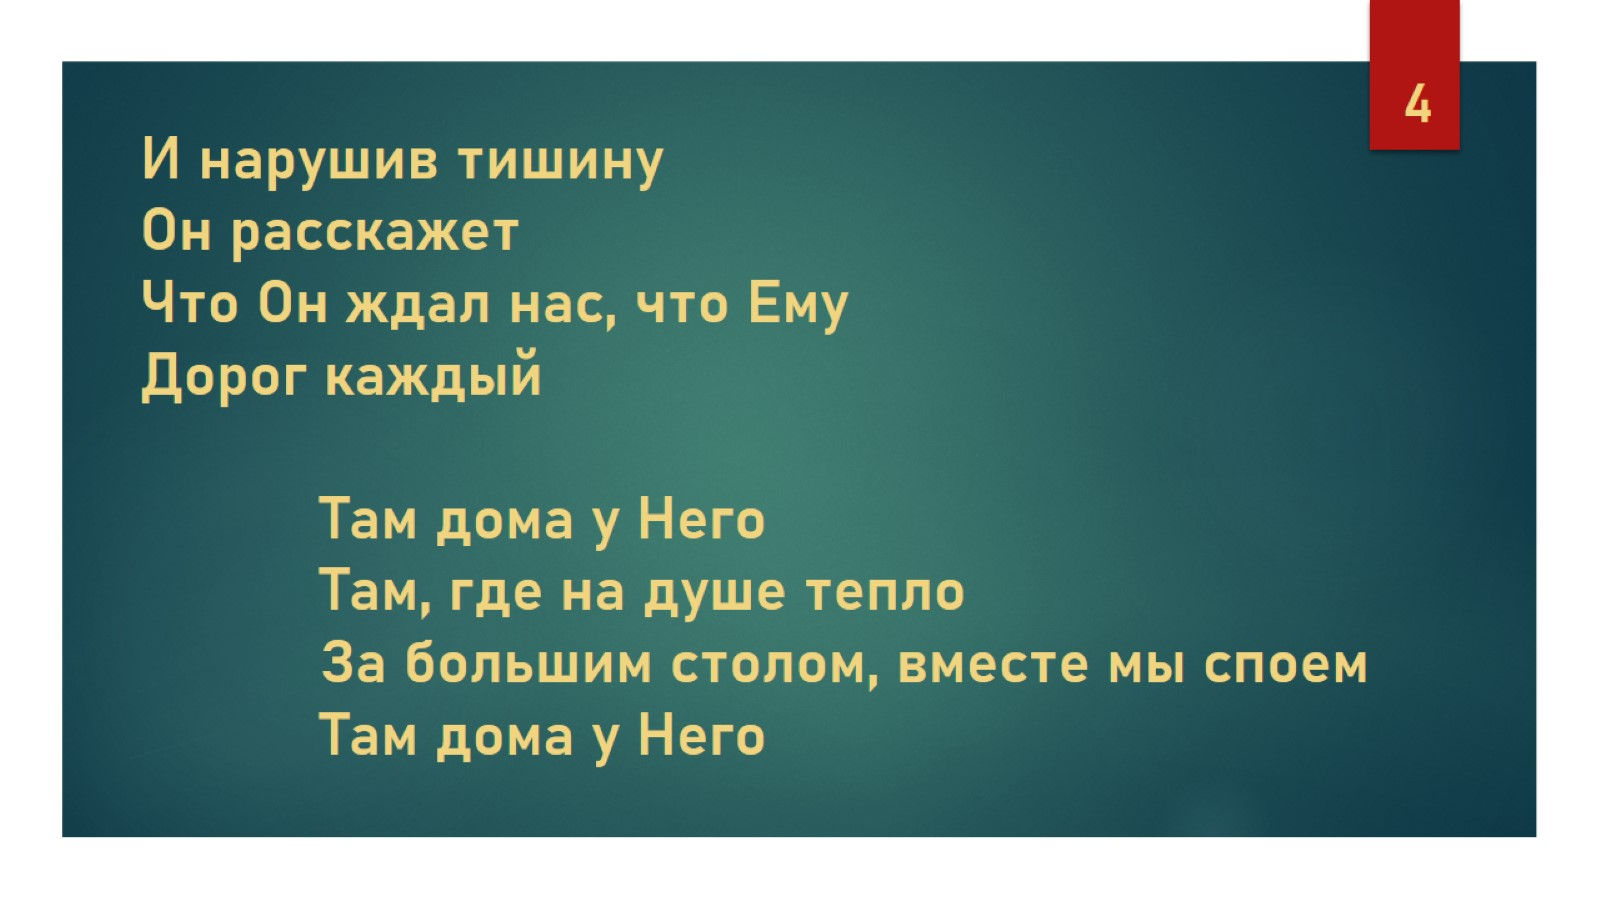 4
И нарушив тишину
Он расскажет
Что Он ждал нас, что Ему
Дорог каждый
Там дома у Него
Там, где на душе тепло
За большим столом, вместе мы споем
Там дома у Него